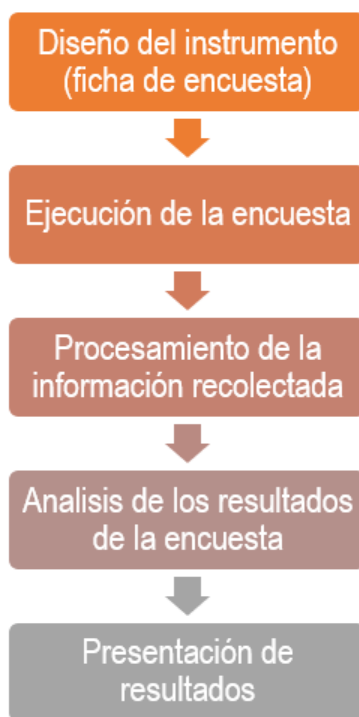 Diseño del instrumento
(ficha de encuesta)
Ejecución de la encuesta
Procesamiento de la
información recolectada
Analisis de los resultados
de la encuesta
Presentación de
resultados